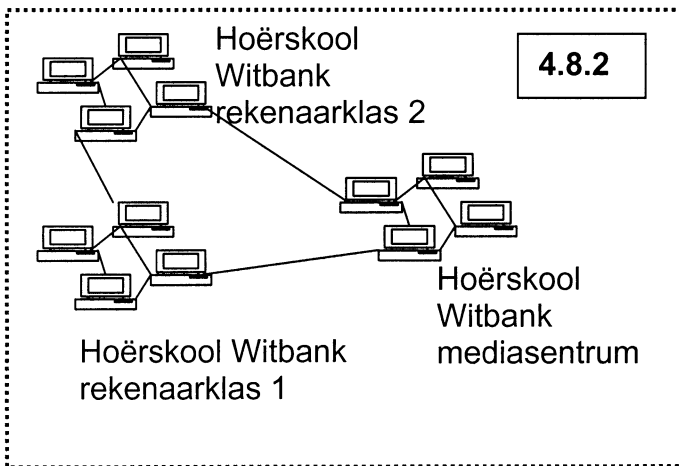 Hoërskool
Witbank
rekenaarklas 2
4.8.2
Hoërskool
Witbank
mediasentrum
Hoërskool Witbank
rekenaarklas 1